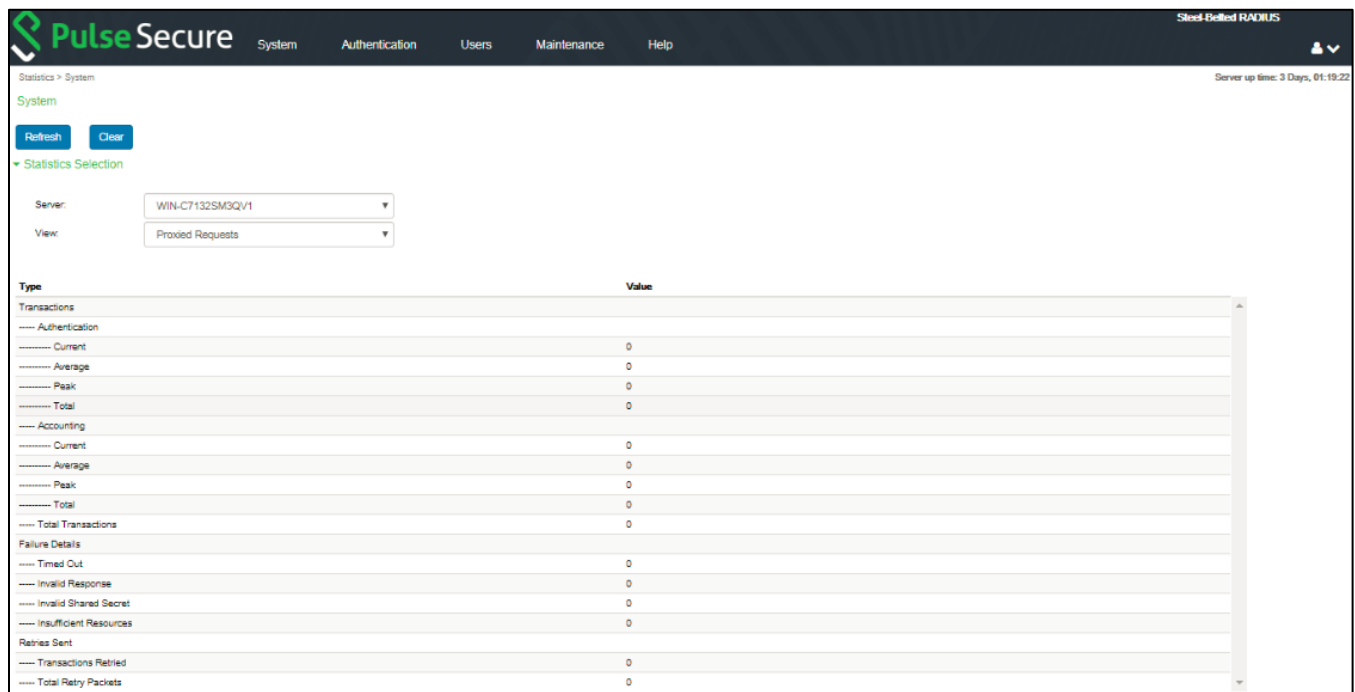 Steel-Belted RADIUS
Pulse Secure System Authentication Users Maintenance Help
Statistics > System Server up time: 3 Days, 01:19:22
System
Refresh Clear
Statistics Selection
Server: WIN-C7132SM3QV1
View: Proxied Requests
Type Value
Transactions
----- Authentication
---------- Current 0
---------- Average 0
---------- Peak 0
---------- Total 0
----- Accounting
---------- Current 0
---------- Average 0
---------- Peak 0
---------- Total 0
----- Total Transactions 0
Failure Details
----- Timed Out 0
----- Invalid Response 0
----- Invalid Shared Secret 0
----- Insufficient Resources 0
Retries Sent
----- Transactions Retried 0
----- Total Retry Packets 0